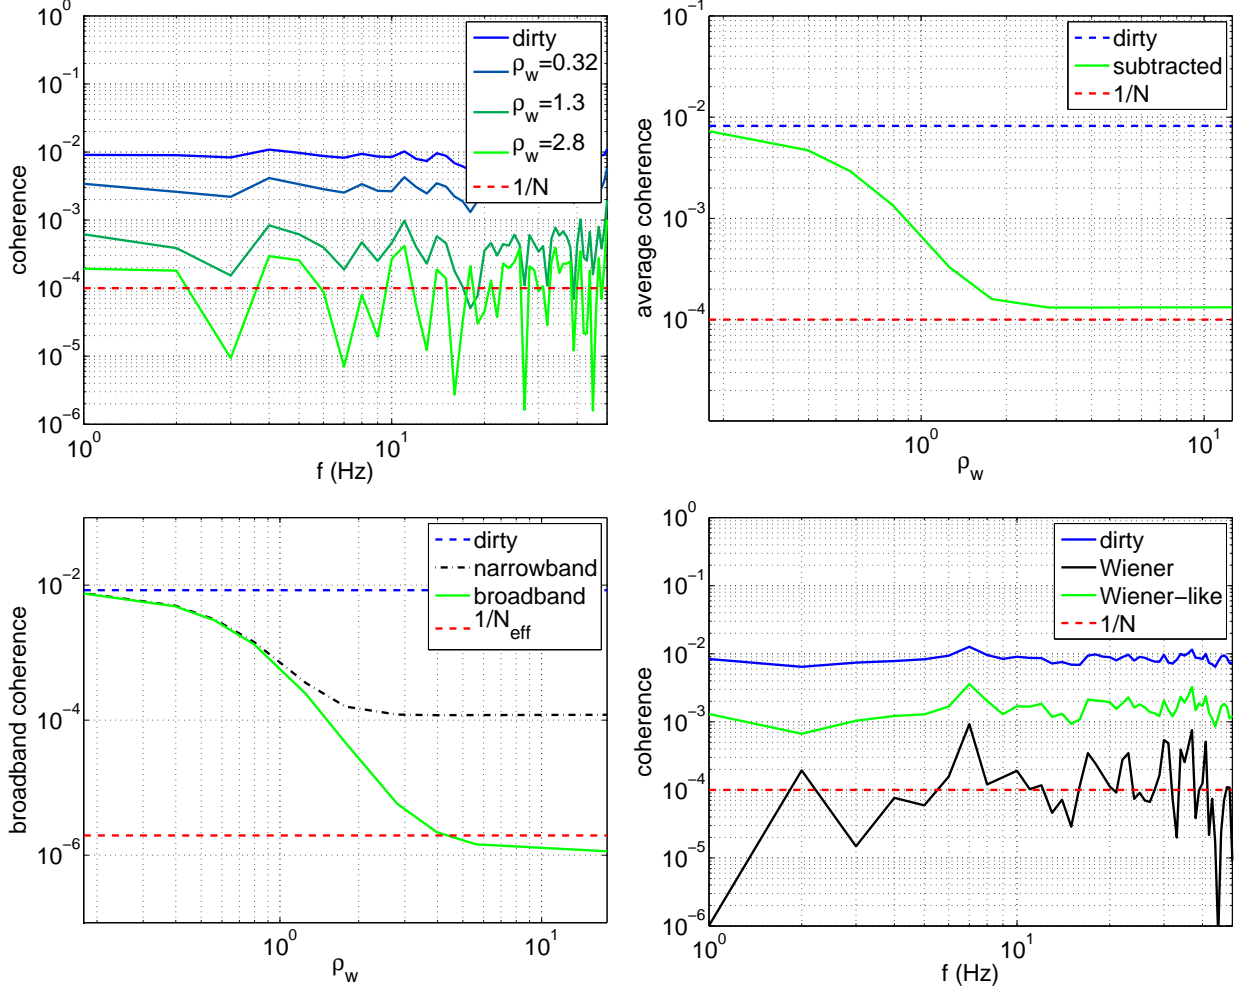 10^0
10^-1
10^-2
10^-3
10^-4
10^-5
10^-6
coherence
10^0
10^1
f (Hz)
dirty
ρ_w=0.32
ρ_w=1.3
ρ_w=2.8
1/N
10^-1
10^-2
10^-3
10^-4
average coherence
10^0
10^1
ρ_w
dirty
subtracted
1/N
10^-2
10^-4
10^-6
broadband coherence
10^0
10^1
ρ_w
dirty
narrowband
broadband
1/N_eff
10^0
10^-1
10^-2
10^-3
10^-4
10^-5
10^-6
coherence
10^0
10^1
f (Hz)
dirty
Wiener
Wiener-like
1/N